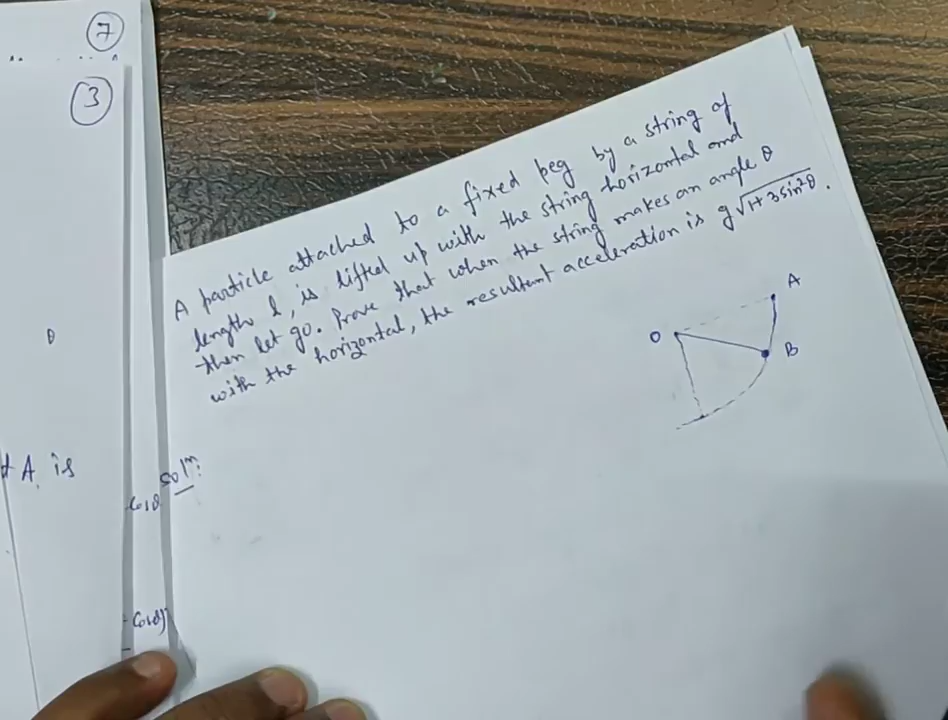 7
3
A particle attached to a fixed peg by a string of
length l, is lifted up with the string horizontal and
then let go. Prove that when the string makes an angle θ
with the horizontal, the resultant acceleration is g√1+3sin²θ.
A
O
B
θ
A is
Solⁿ: